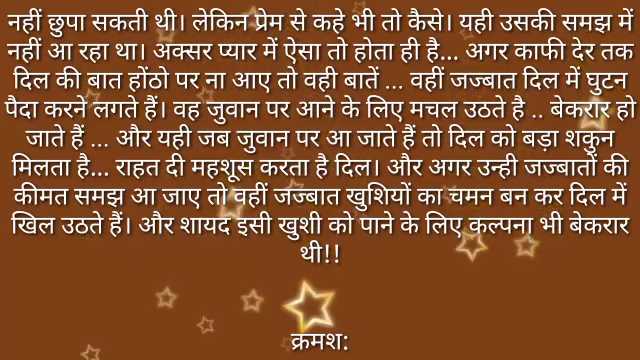 नहीं छुपा सकती थी। लेकिन प्रेम से कहे भी तो कैसे। यही उसकी समझ में
नहीं आ रहा था। अक्सर प्यार में ऐसा तो होता ही है... अगर काफी देर तक
दिल की बात होंठो पर ना आए तो वही बातें ... वहीं जज्बात दिल में घुटन
पैदा करने लगते हैं। वह जुवान पर आने के लिए मचल उठते है .. बेकरार हो
जाते हैं ... और यही जब जुवान पर आ जाते हैं तो दिल को बड़ा शकुन
मिलता है... राहत दी महशूस करता है दिल। और अगर उन्ही जज्बातों की
कीमत समझ आ जाए तो वहीं जज्बात खुशियों का चमन बन कर दिल में
खिल उठते हैं। और शायद इसी खुशी को पाने के लिए कल्पना भी बेकरार
थी!!
क्रमश: